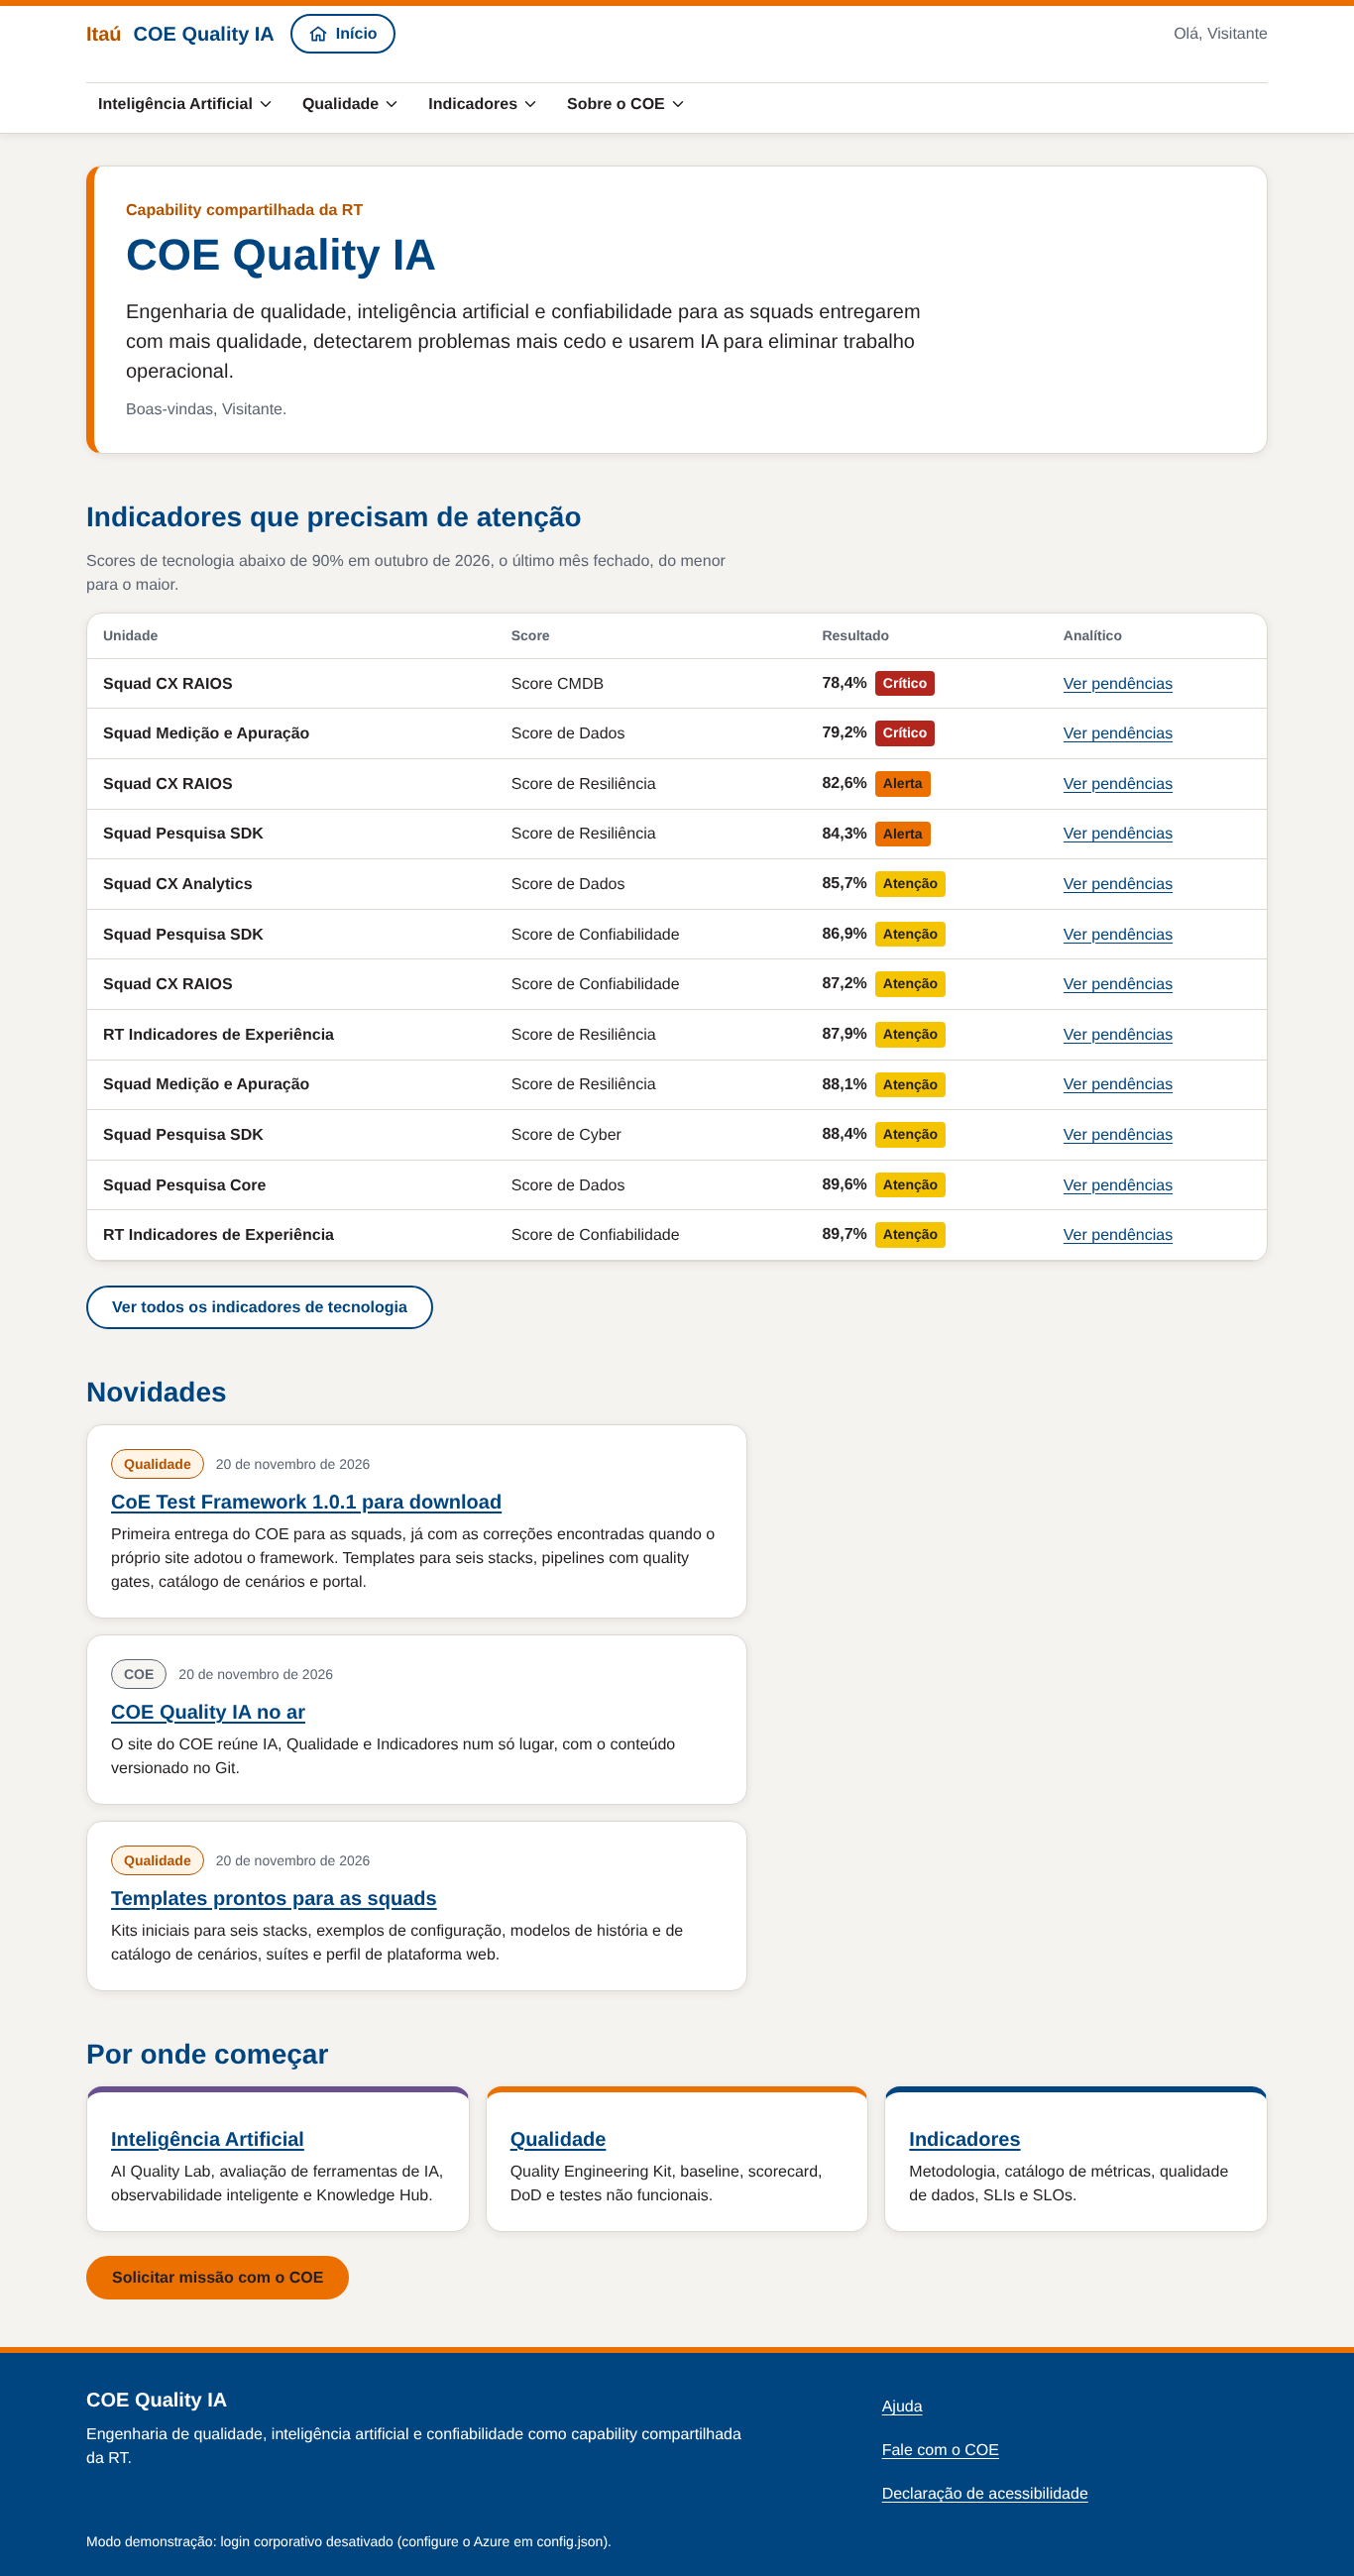 Itaú COE Quality IA Início Olá, Visitante
Inteligência Artificial Qualidade Indicadores Sobre o COE
Capability compartilhada da RT
COE Quality IA
Engenharia de qualidade, inteligência artificial e confiabilidade para as squads entregarem
com mais qualidade, detectarem problemas mais cedo e usarem IA para eliminar trabalho
operacional.
Boas-vindas, Visitante.
Indicadores que precisam de atenção
Scores de tecnologia abaixo de 90% em outubro de 2026, o último mês fechado, do menor
para o maior.
Unidade Score Resultado Analítico
Squad CX RAIOS Score CMDB 78,4% Crítico Ver pendências
Squad Medição e Apuração Score de Dados 79,2% Crítico Ver pendências
Squad CX RAIOS Score de Resiliência 82,6% Alerta Ver pendências
Squad Pesquisa SDK Score de Resiliência 84,3% Alerta Ver pendências
Squad CX Analytics Score de Dados 85,7% Atenção Ver pendências
Squad Pesquisa SDK Score de Confiabilidade 86,9% Atenção Ver pendências
Squad CX RAIOS Score de Confiabilidade 87,2% Atenção Ver pendências
RT Indicadores de Experiência Score de Resiliência 87,9% Atenção Ver pendências
Squad Medição e Apuração Score de Resiliência 88,1% Atenção Ver pendências
Squad Pesquisa SDK Score de Cyber 88,4% Atenção Ver pendências
Squad Pesquisa Core Score de Dados 89,6% Atenção Ver pendências
RT Indicadores de Experiência Score de Confiabilidade 89,7% Atenção Ver pendências
Ver todos os indicadores de tecnologia
Novidades
Qualidade 20 de novembro de 2026
CoE Test Framework 1.0.1 para download
Primeira entrega do COE para as squads, já com as correções encontradas quando o
próprio site adotou o framework. Templates para seis stacks, pipelines com quality
gates, catálogo de cenários e portal.
COE 20 de novembro de 2026
COE Quality IA no ar
O site do COE reúne IA, Qualidade e Indicadores num só lugar, com o conteúdo
versionado no Git.
Qualidade 20 de novembro de 2026
Templates prontos para as squads
Kits iniciais para seis stacks, exemplos de configuração, modelos de história e de
catálogo de cenários, suítes e perfil de plataforma web.
Por onde começar
Inteligência Artificial
AI Quality Lab, avaliação de ferramentas de IA,
observabilidade inteligente e Knowledge Hub.
Qualidade
Quality Engineering Kit, baseline, scorecard,
DoD e testes não funcionais.
Indicadores
Metodologia, catálogo de métricas, qualidade
de dados, SLIs e SLOs.
Solicitar missão com o COE
COE Quality IA
Engenharia de qualidade, inteligência artificial e confiabilidade como capability compartilhada
da RT.
Ajuda
Fale com o COE
Declaração de acessibilidade
Modo demonstração: login corporativo desativado (configure o Azure em config.json).